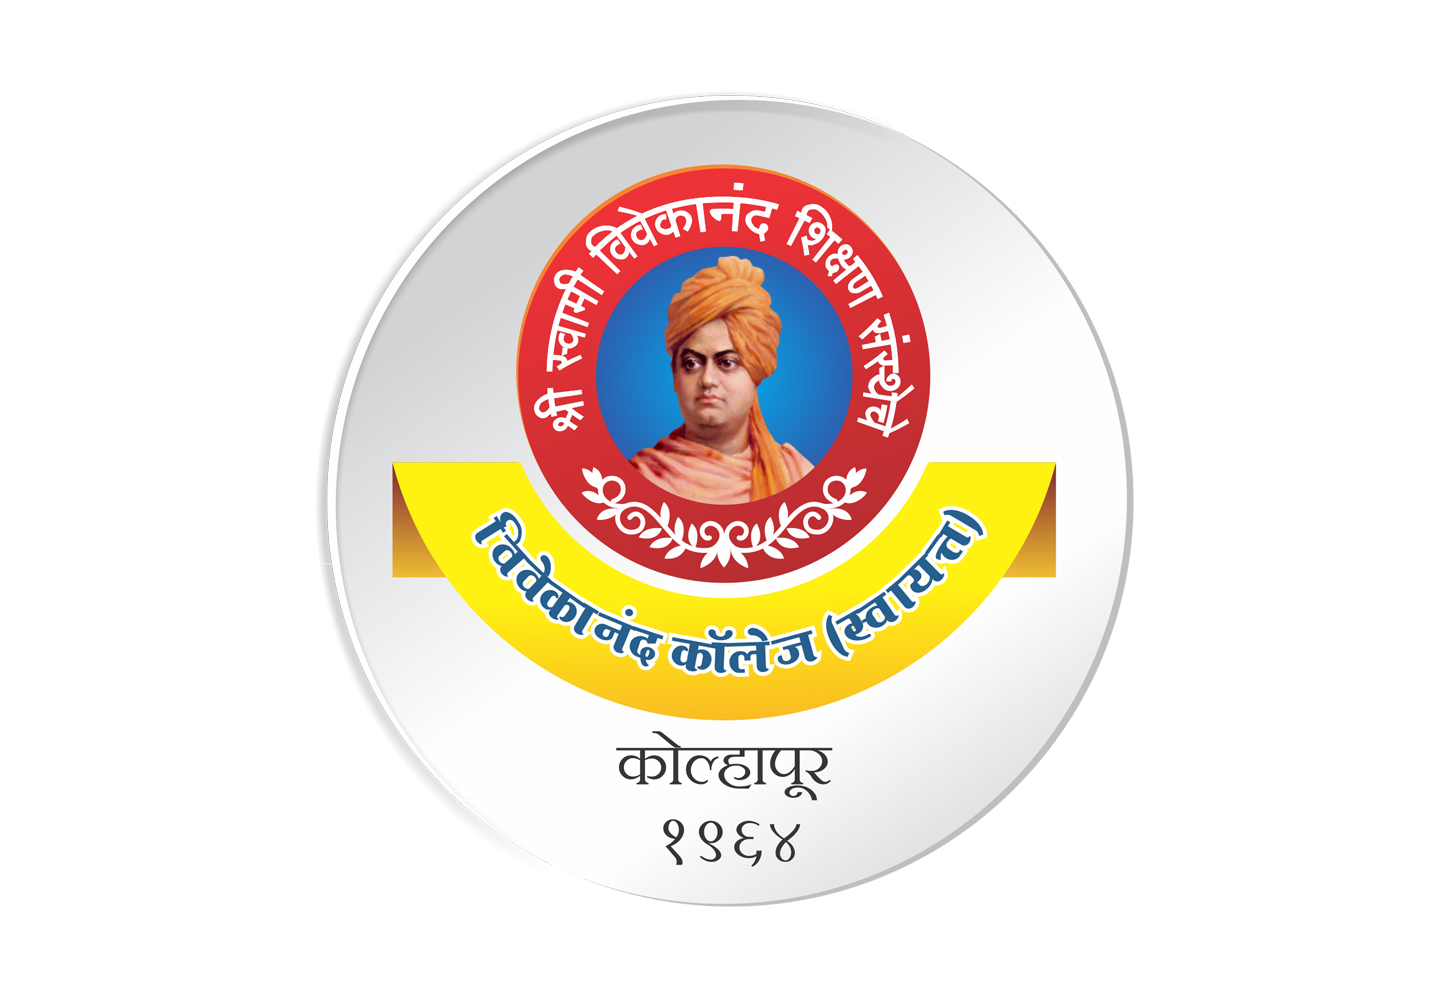 श्री स्वामी विवेकानंद शिक्षण संस्थेचे
विवेकानंद कॉलेज (स्वायत्त)
कोल्हापूर
१९६४